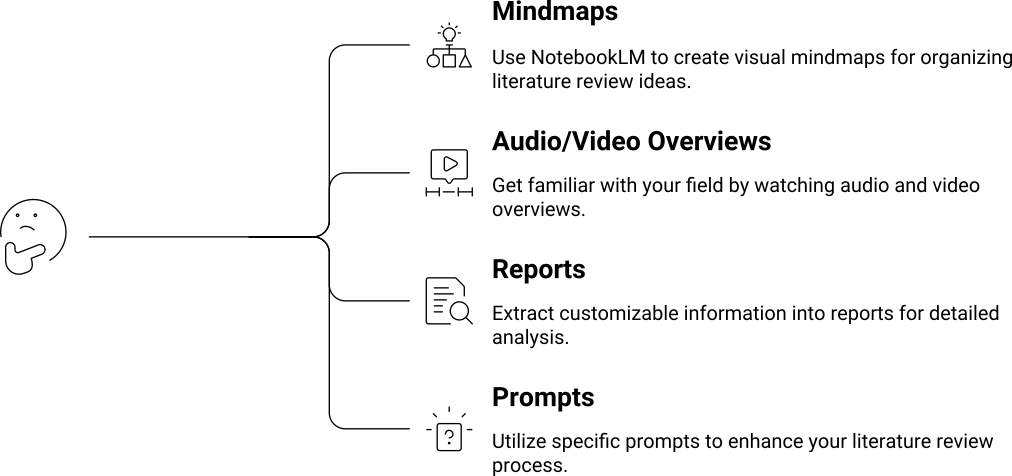 Mindmaps
Use NotebookLM to create visual mindmaps for organizing
literature review ideas.
Audio/Video Overviews
Get familiar with your field by watching audio and video
overviews.
Reports
Extract customizable information into reports for detailed
analysis.
Prompts
?
Utilize specific prompts to enhance your literature review
process.